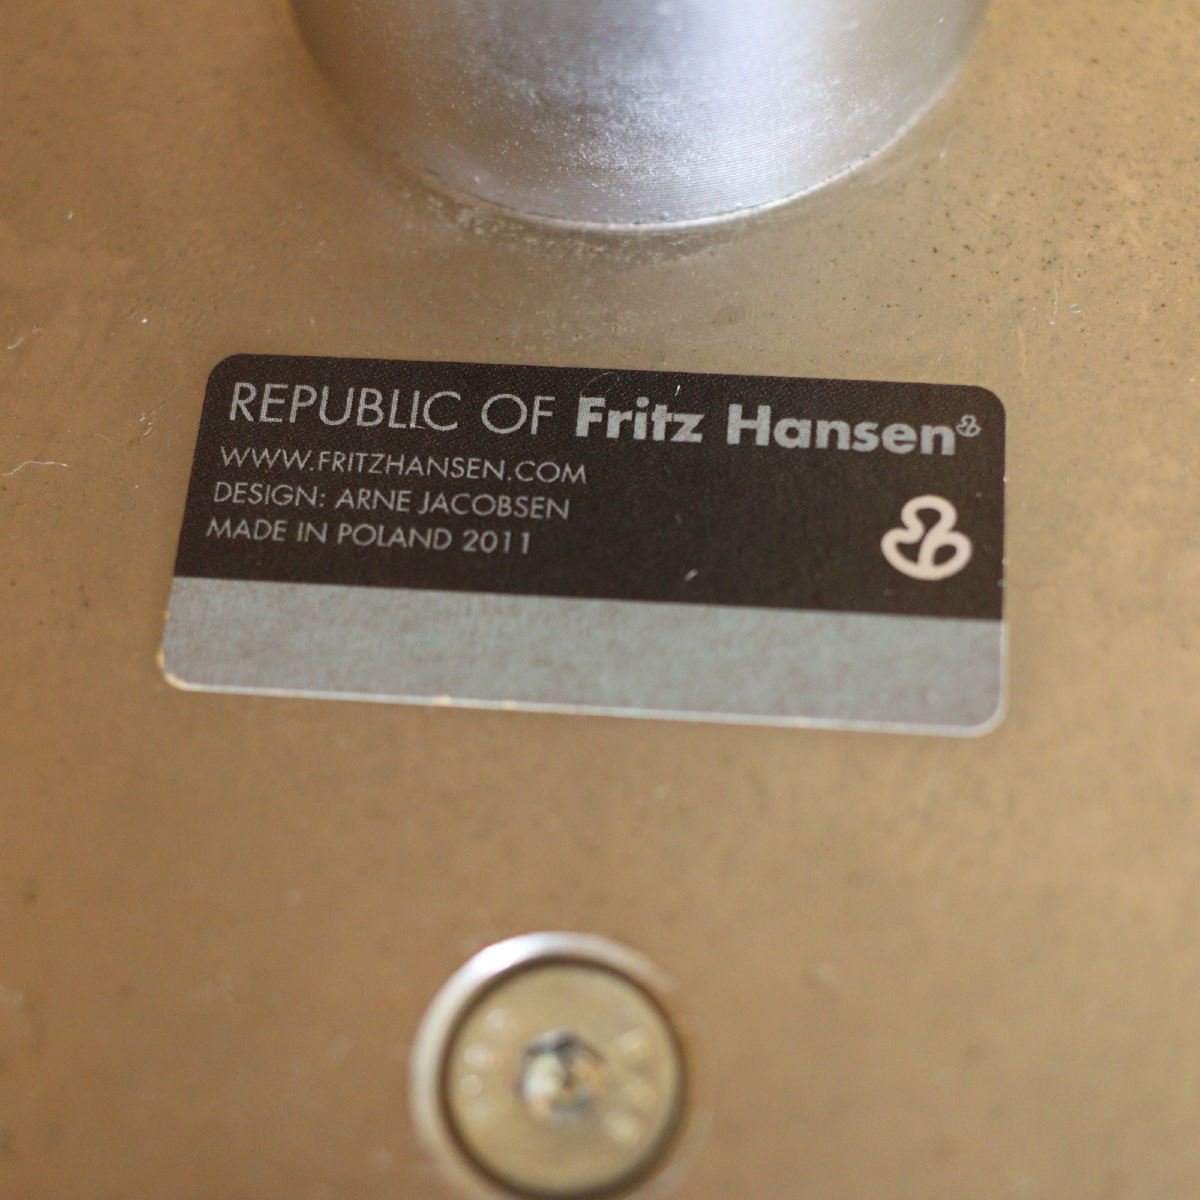 REPUBLIC OF Fritz Hansen
WWW.FRITZHANSEN.COM
DESIGN: ARNE JACOBSEN
MADE IN POLAND 2011